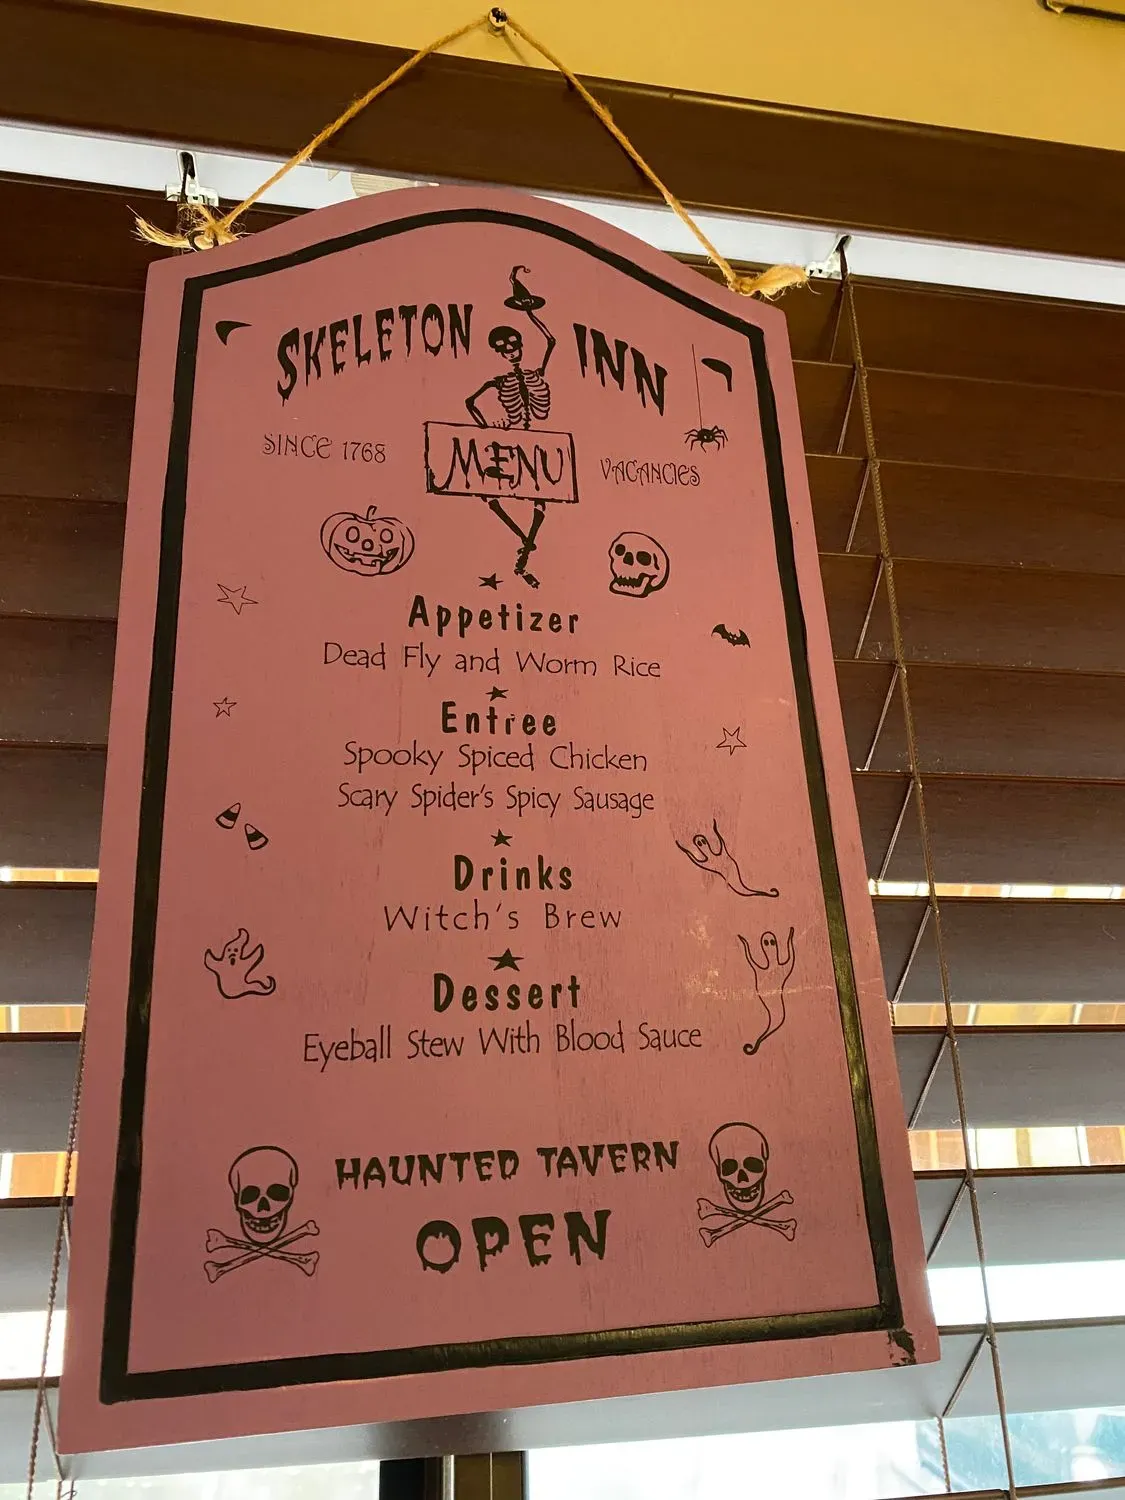 SKELETON INN
SINCE 1768
MENU
VACANCIES
Appetizer
Dead Fly and Worm Rice
Entree
Spooky Spiced Chicken
Scary Spider's Spicy Sausage
Drinks
Witch's Brew
Dessert
Eyeball Stew With Blood Sauce
HAUNTED TAVERN
OPEN